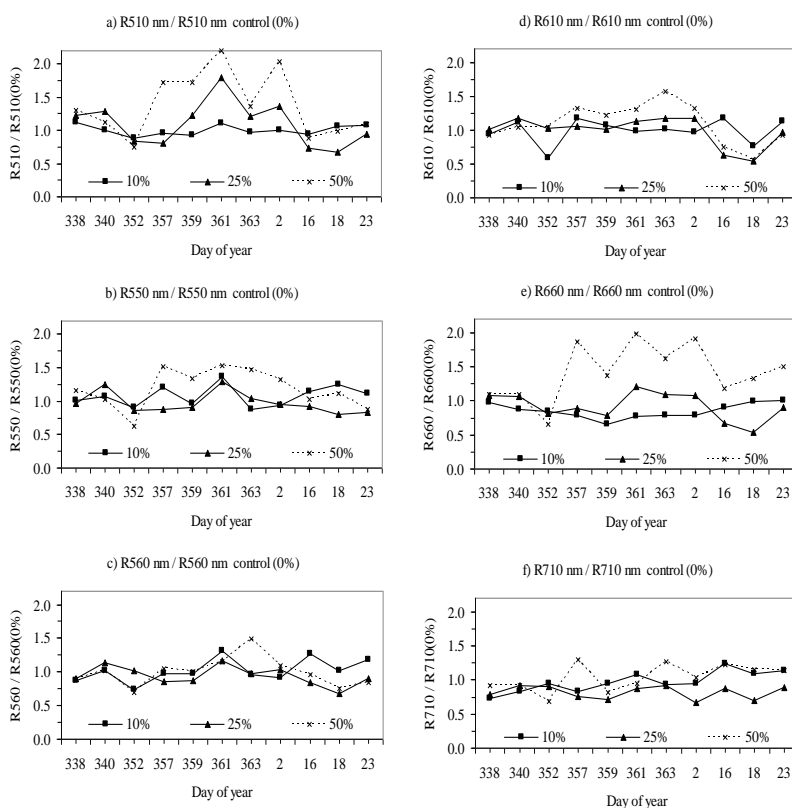 a) R510 nm / R510 nm control (0%)
R510 / R510(0%)
2.0
1.5
1.0
0.5
0.0
10% 25% 50%
338 340 352 357 359 361 363 2 16 18 23
Day of year
b) R550 nm / R550 nm control (0%)
R550 / R550(0%)
2.0
1.5
1.0
0.5
0.0
10% 25% 50%
338 340 352 357 359 361 363 2 16 18 23
Day of year
c) R560 nm / R560 nm control (0%)
R560 / R560(0%)
2.0
1.5
1.0
0.5
0.0
10% 25% 50%
338 340 352 357 359 361 363 2 16 18 23
Day of year
d) R610 nm / R610 nm control (0%)
R610 / R610(0%)
2.0
1.5
1.0
0.5
0.0
10% 25% 50%
338 340 352 357 359 361 363 2 16 18 23
Day of year
e) R660 nm / R660 nm control (0%)
R660 / R660(0%)
2.0
1.5
1.0
0.5
0.0
10% 25% 50%
338 340 352 357 359 361 363 2 16 18 23
Day of year
f) R710 nm / R710 nm control (0%)
R710 / R710(0%)
2.0
1.5
1.0
0.5
0.0
10% 25% 50%
338 340 352 357 359 361 363 2 16 18 23
Day of year